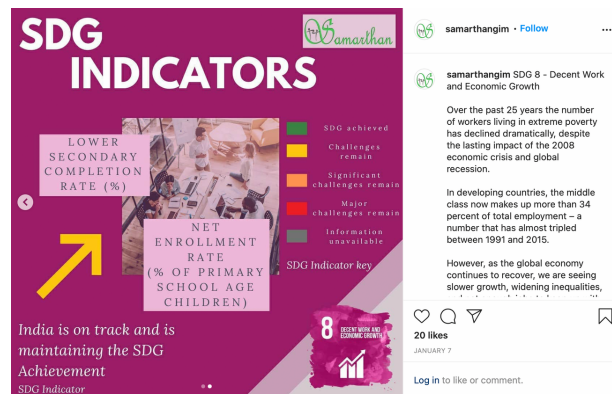 SDG
INDICATORS
Samarthan
LOWER
SECONDARY
COMPLETION
RATE (%)
NET
ENROLLMENT
RATE
(% OF PRIMARY
SCHOOL AGE
CHILDREN)
SDG achieved
Challenges
remain
Significant
challenges remain
Major
challenges remain
Information
unavailable
SDG Indicator key
India is on track and is
maintaining the SDG
Achievement
SDG Indicator
8 DECENT WORK AND
ECONOMIC GROWTH
samarthangim • Follow
samarthangim SDG 8 - Decent Work
and Economic Growth
Over the past 25 years the number
of workers living in extreme poverty
has declined dramatically, despite
the lasting impact of the 2008
economic crisis and global
recession.
In developing countries, the middle
class now makes up more than 34
percent of total employment – a
number that has almost tripled
between 1991 and 2015.
However, as the global economy
continues to recover, we are seeing
slower growth, widening inequalities,
20 likes
JANUARY 7
Log in to like or comment.